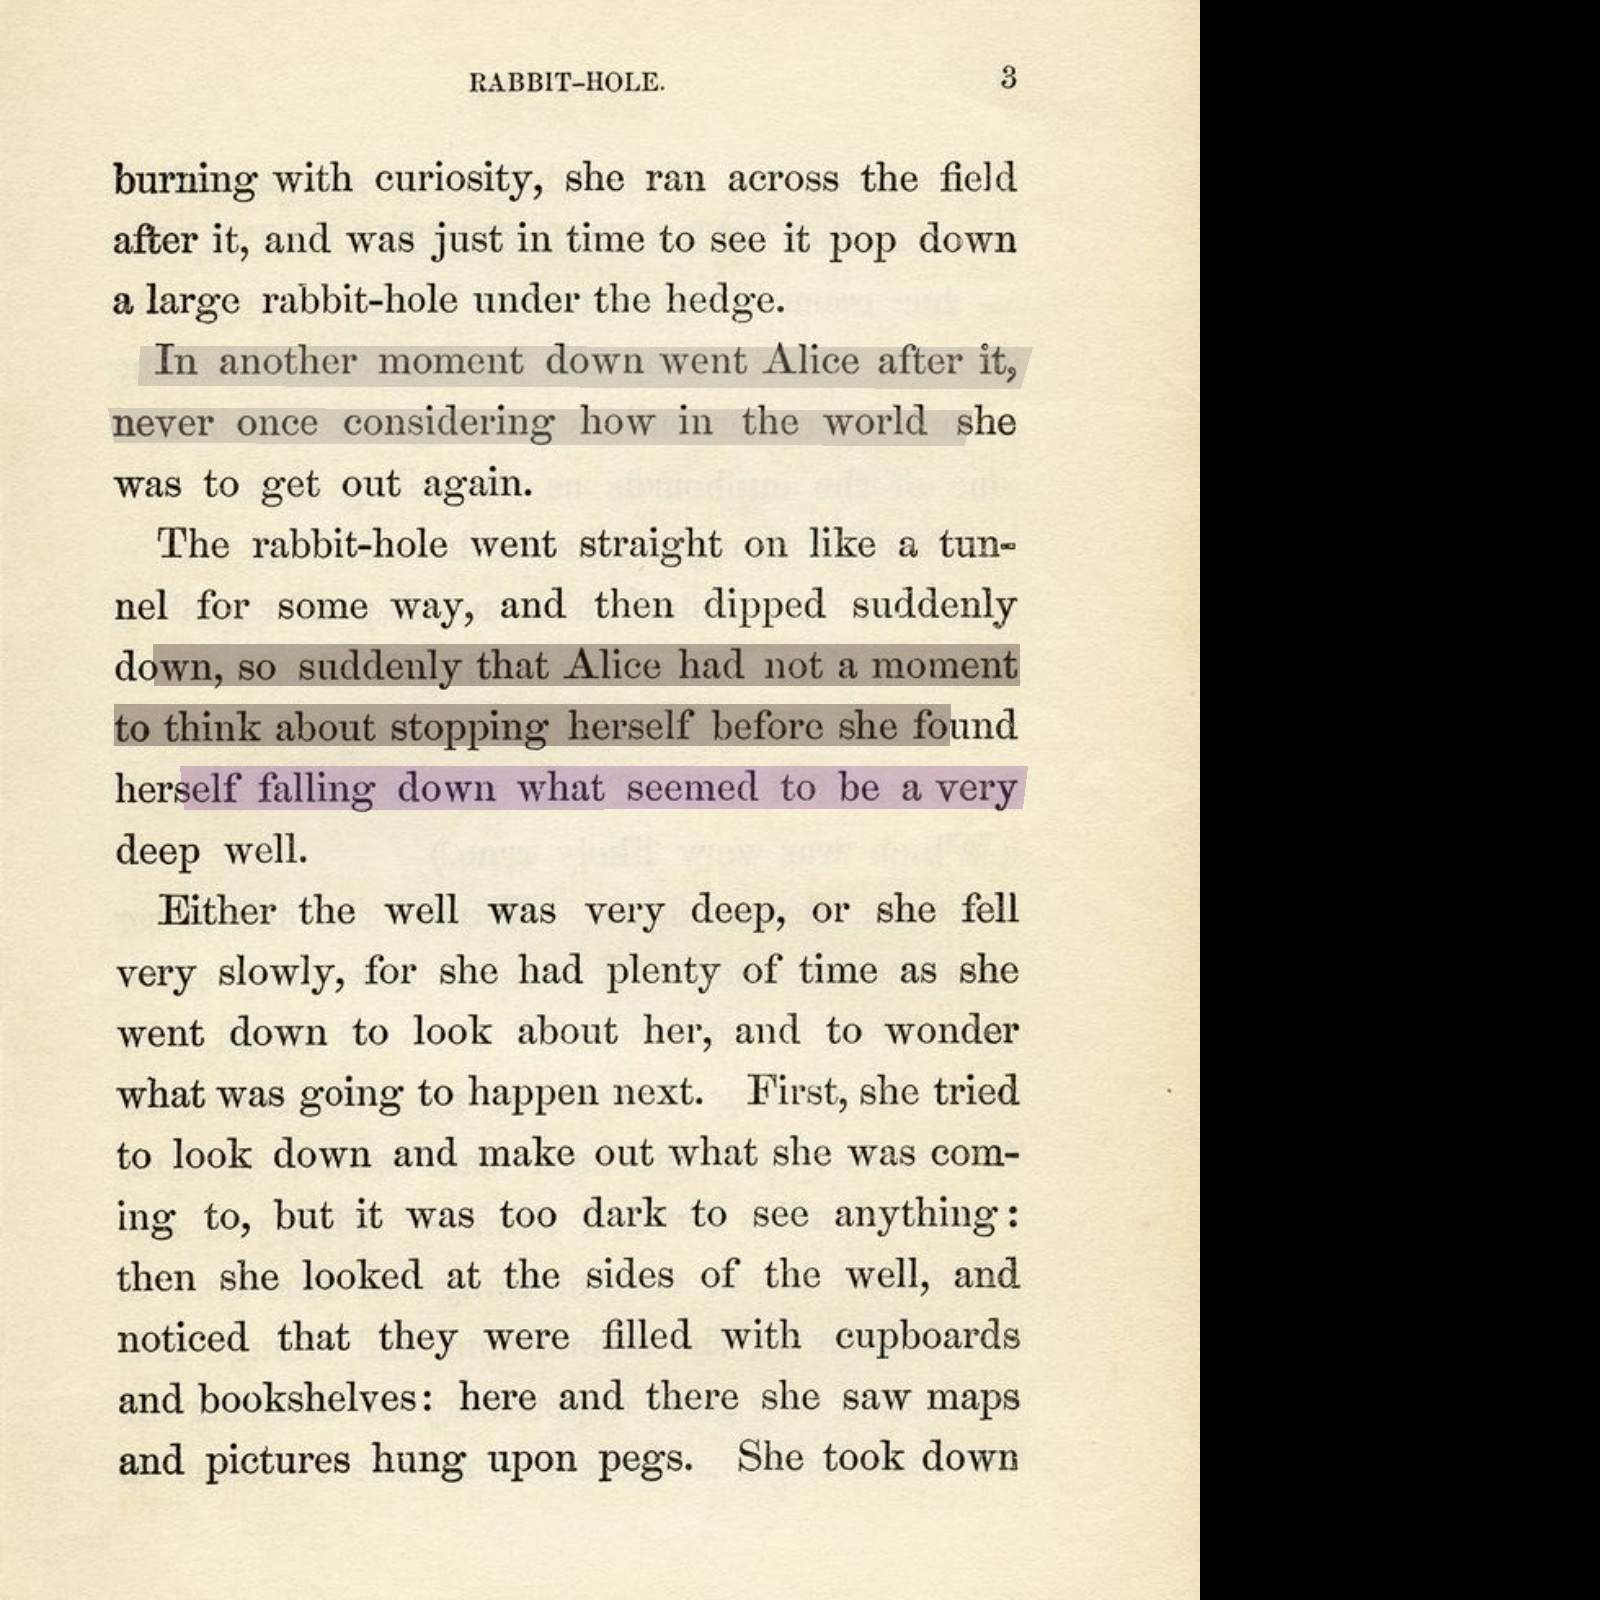 RABBIT-HOLE. 3
burning with curiosity, she ran across the field
after it, and was just in time to see it pop down
a large rabbit-hole under the hedge.
In another moment down went Alice after it,
never once considering how in the world she
was to get out again.
The rabbit-hole went straight on like a tun-
nel for some way, and then dipped suddenly
down, so suddenly that Alice had not a moment
to think about stopping herself before she found
herself falling down what seemed to be a very
deep well.
Either the well was very deep, or she fell
very slowly, for she had plenty of time as she
went down to look about her, and to wonder
what was going to happen next. First, she tried
to look down and make out what she was com-
ing to, but it was too dark to see anything:
then she looked at the sides of the well, and
noticed that they were filled with cupboards
and bookshelves: here and there she saw maps
and pictures hung upon pegs. She took down